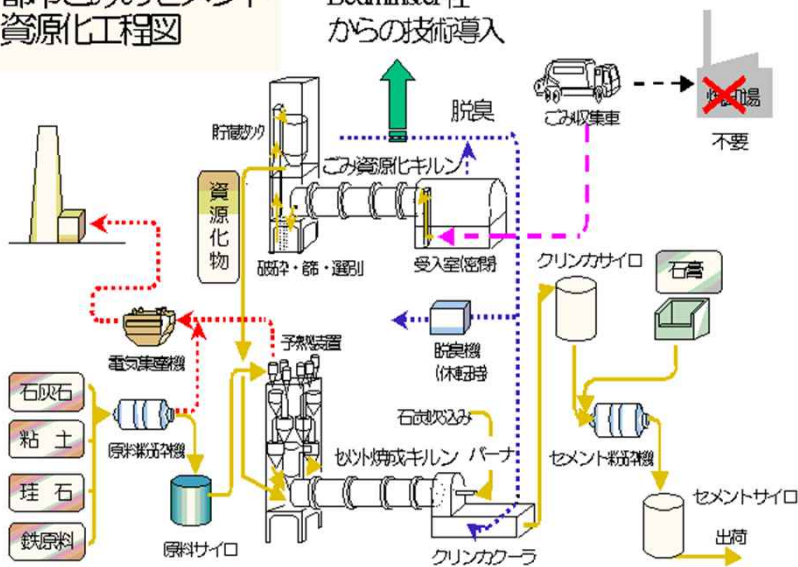 資源化工程図
からの技術導入
脱臭
ごみ収集車
不要
貯蔵タンク
ごみ資源化キルン
資源化物
破砕・篩・選別
受入室(密閉)
クリンカサイロ
石膏
電気集塵機
予熱装置
脱臭機
(休転時)
石灰石
粘土
珪石
鉄原料
原料粉砕機
原料サイロ
石炭吹込み
セメント焼成キルン
バーナ
クリンカクーラ
セメント粉砕機
セメントサイロ
出荷